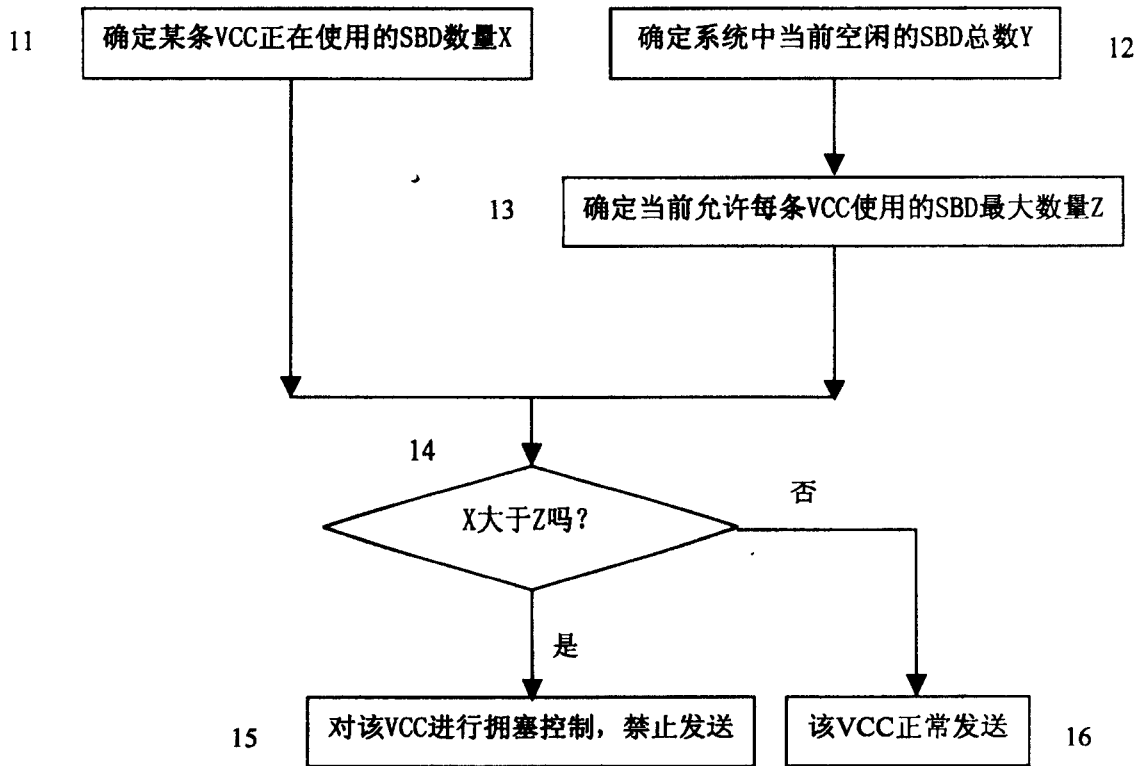 11
确定某条VCC正在使用的SBD数量X
确定系统中当前空闲的SBD总数Y
12
13
确定当前允许每条VCC使用的SBD最大数量Z
14
X大于Z吗？
否
是
15
对该VCC进行拥塞控制，禁止发送
该VCC正常发送
16